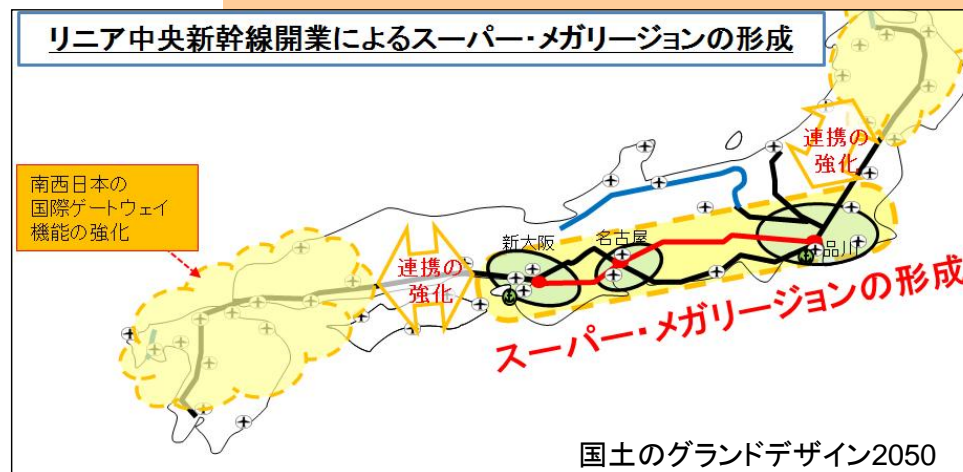 リニア中央新幹線開業によるスーパー・メガリージョンの形成
連携の
強化
南西日本の
国際ゲートウェイ
機能の強化
新大阪
名古屋
品川
連携の
強化
スーパー・メガリージョンの形成
国土のグランドデザイン2050